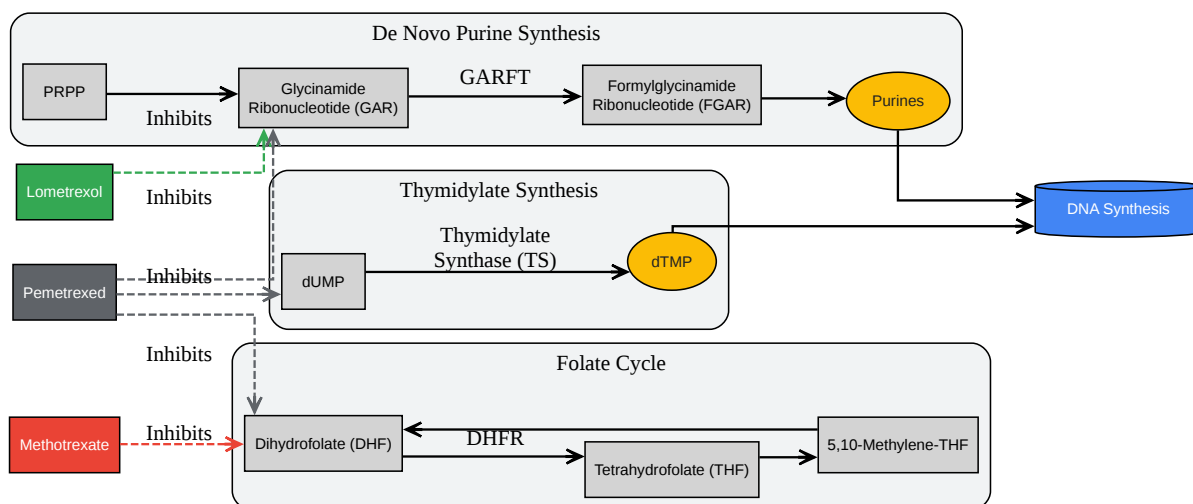 De Novo Purine Synthesis
PRPP
Inhibits
Glycinamide
Ribonucleotide (GAR)
GARFT
Formylglycinamide
Ribonucleotide (FGAR)
Purines
Lometrexol
Inhibits
Thymidylate Synthesis
Thymidylate
Synthase (TS)
dUMP
dTMP
DNA Synthesis
Pemetrexed
Inhibits
Inhibits
Folate Cycle
Methotrexate
Inhibits
Dihydrofolate (DHF)
DHFR
Tetrahydrofolate (THF)
5,10-Methylene-THF